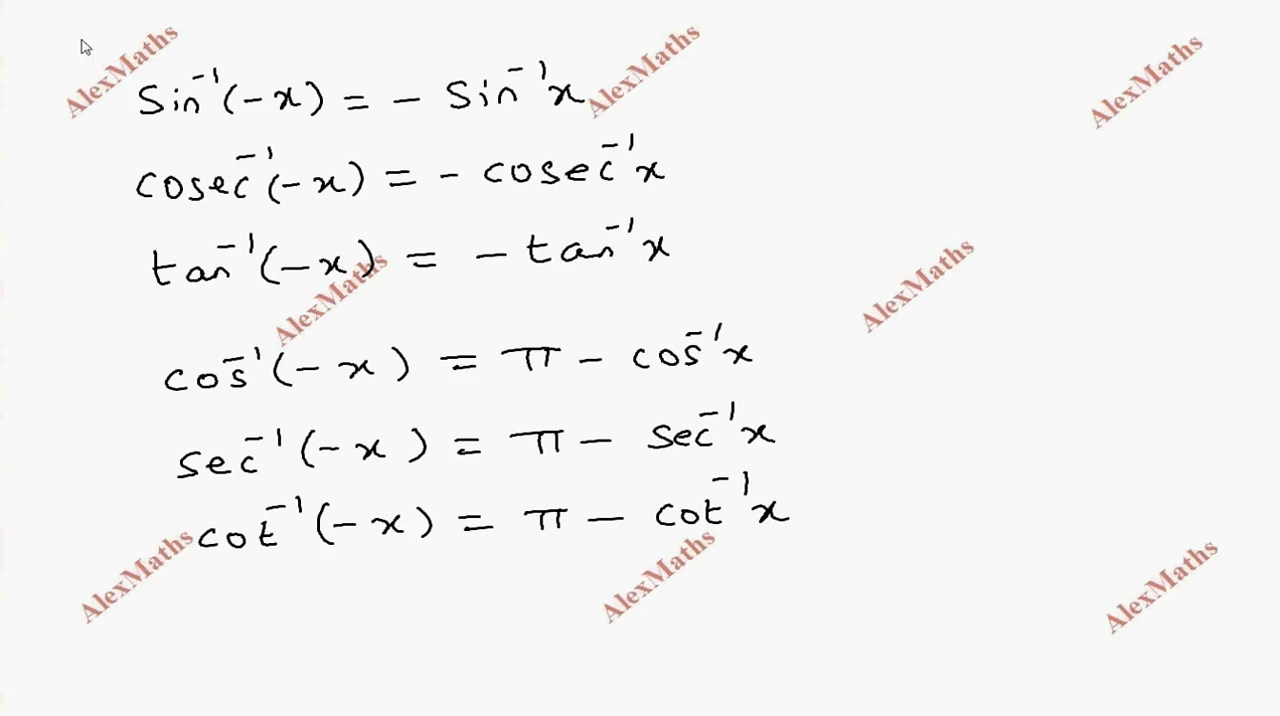 AlexMaths AlexMaths AlexMaths
Sin⁻¹(-x) = - Sin⁻¹x
cosec⁻¹(-x) = - cosec⁻¹x
tan⁻¹(-x) = - tan⁻¹x
AlexMaths AlexMaths
cos⁻¹(-x) = π - cos⁻¹x
sec⁻¹(-x) = π - sec⁻¹x
cot⁻¹(-x) = π - cot⁻¹x
AlexMaths AlexMaths AlexMaths